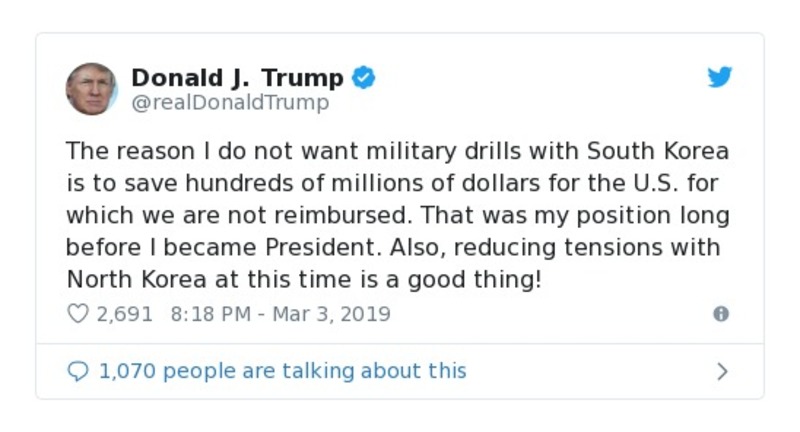 Donald J. Trump
@realDonaldTrump
The reason I do not want military drills with South Korea
is to save hundreds of millions of dollars for the U.S. for
which we are not reimbursed. That was my position long
before I became President. Also, reducing tensions with
North Korea at this time is a good thing!
2,691 8:18 PM - Mar 3, 2019
1,070 people are talking about this